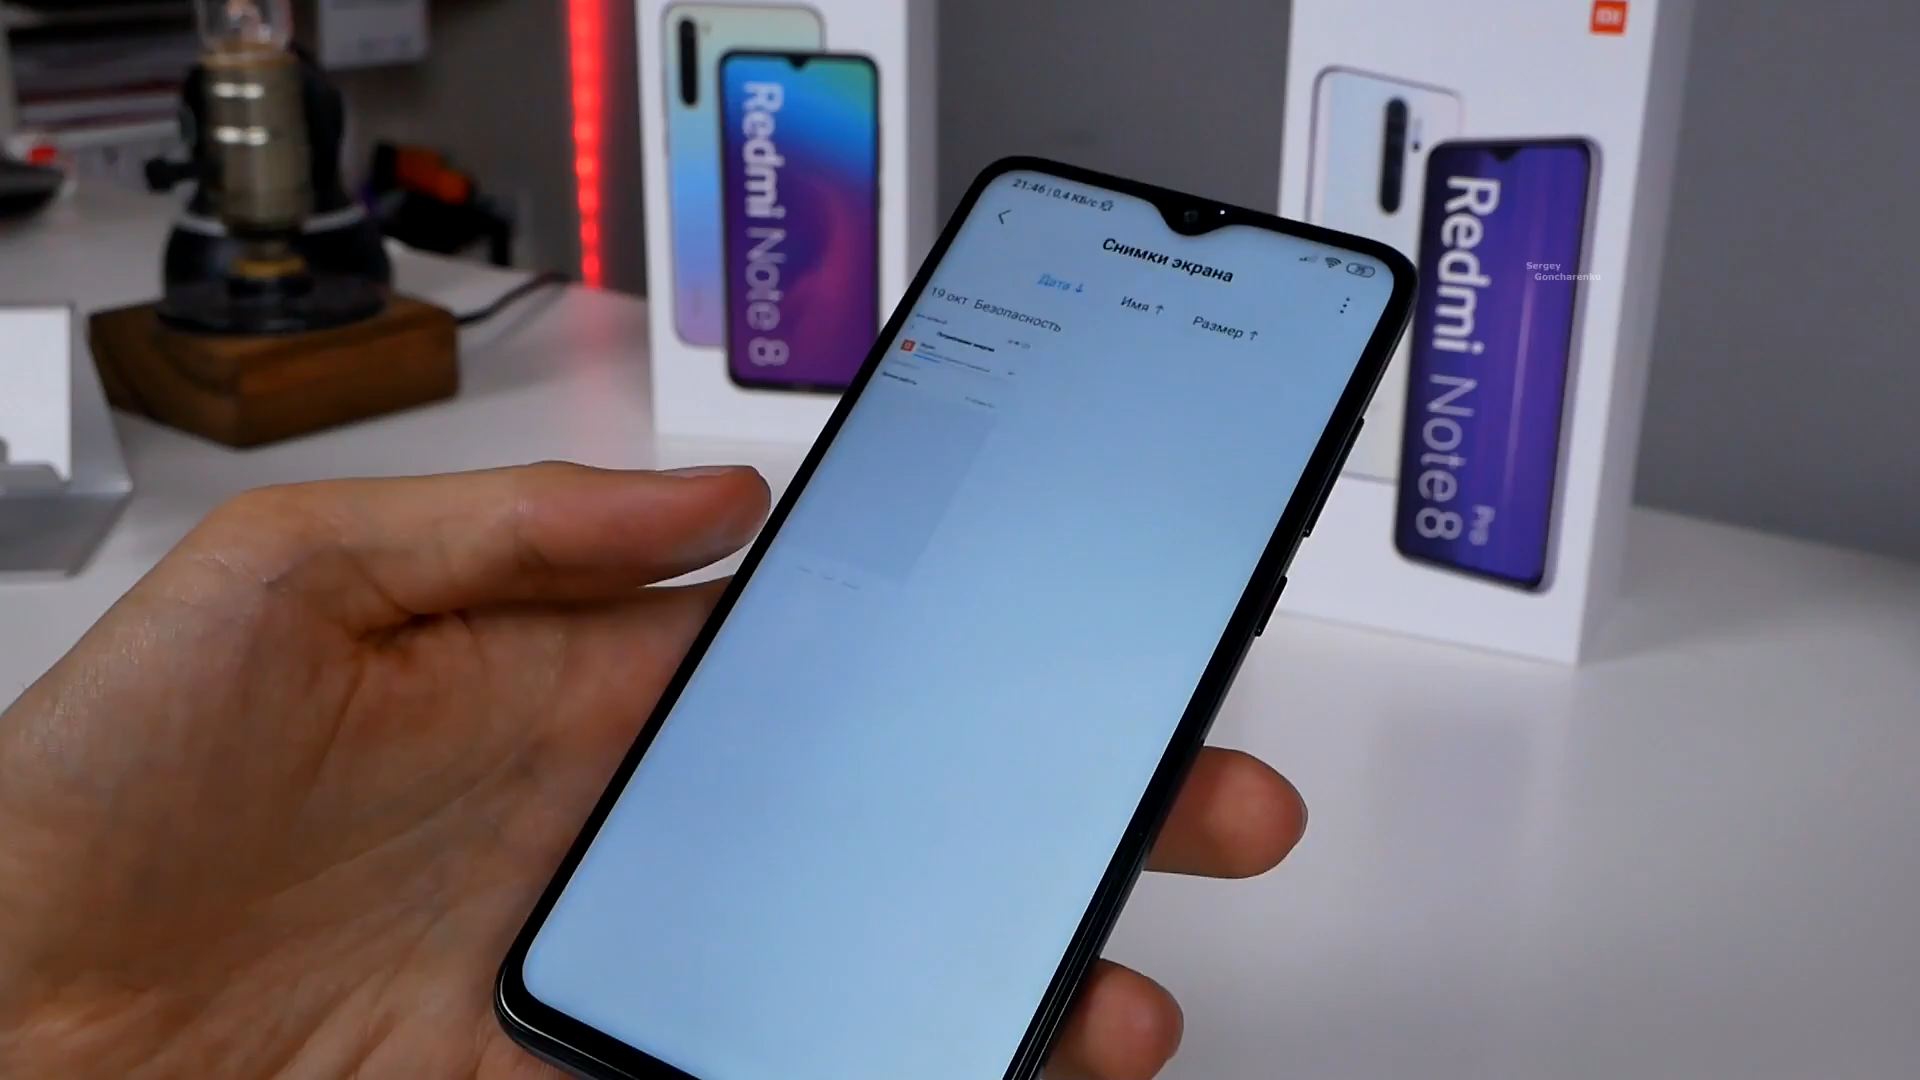 Redmi Note 8
mi
Redmi Note 8 Pro
Sergey
Goncharenko
21:46 | 0,4 КБ/с
Снимки экрана
Дата ↓ Имя ↑ Размер ↑
19 окт Безопасность